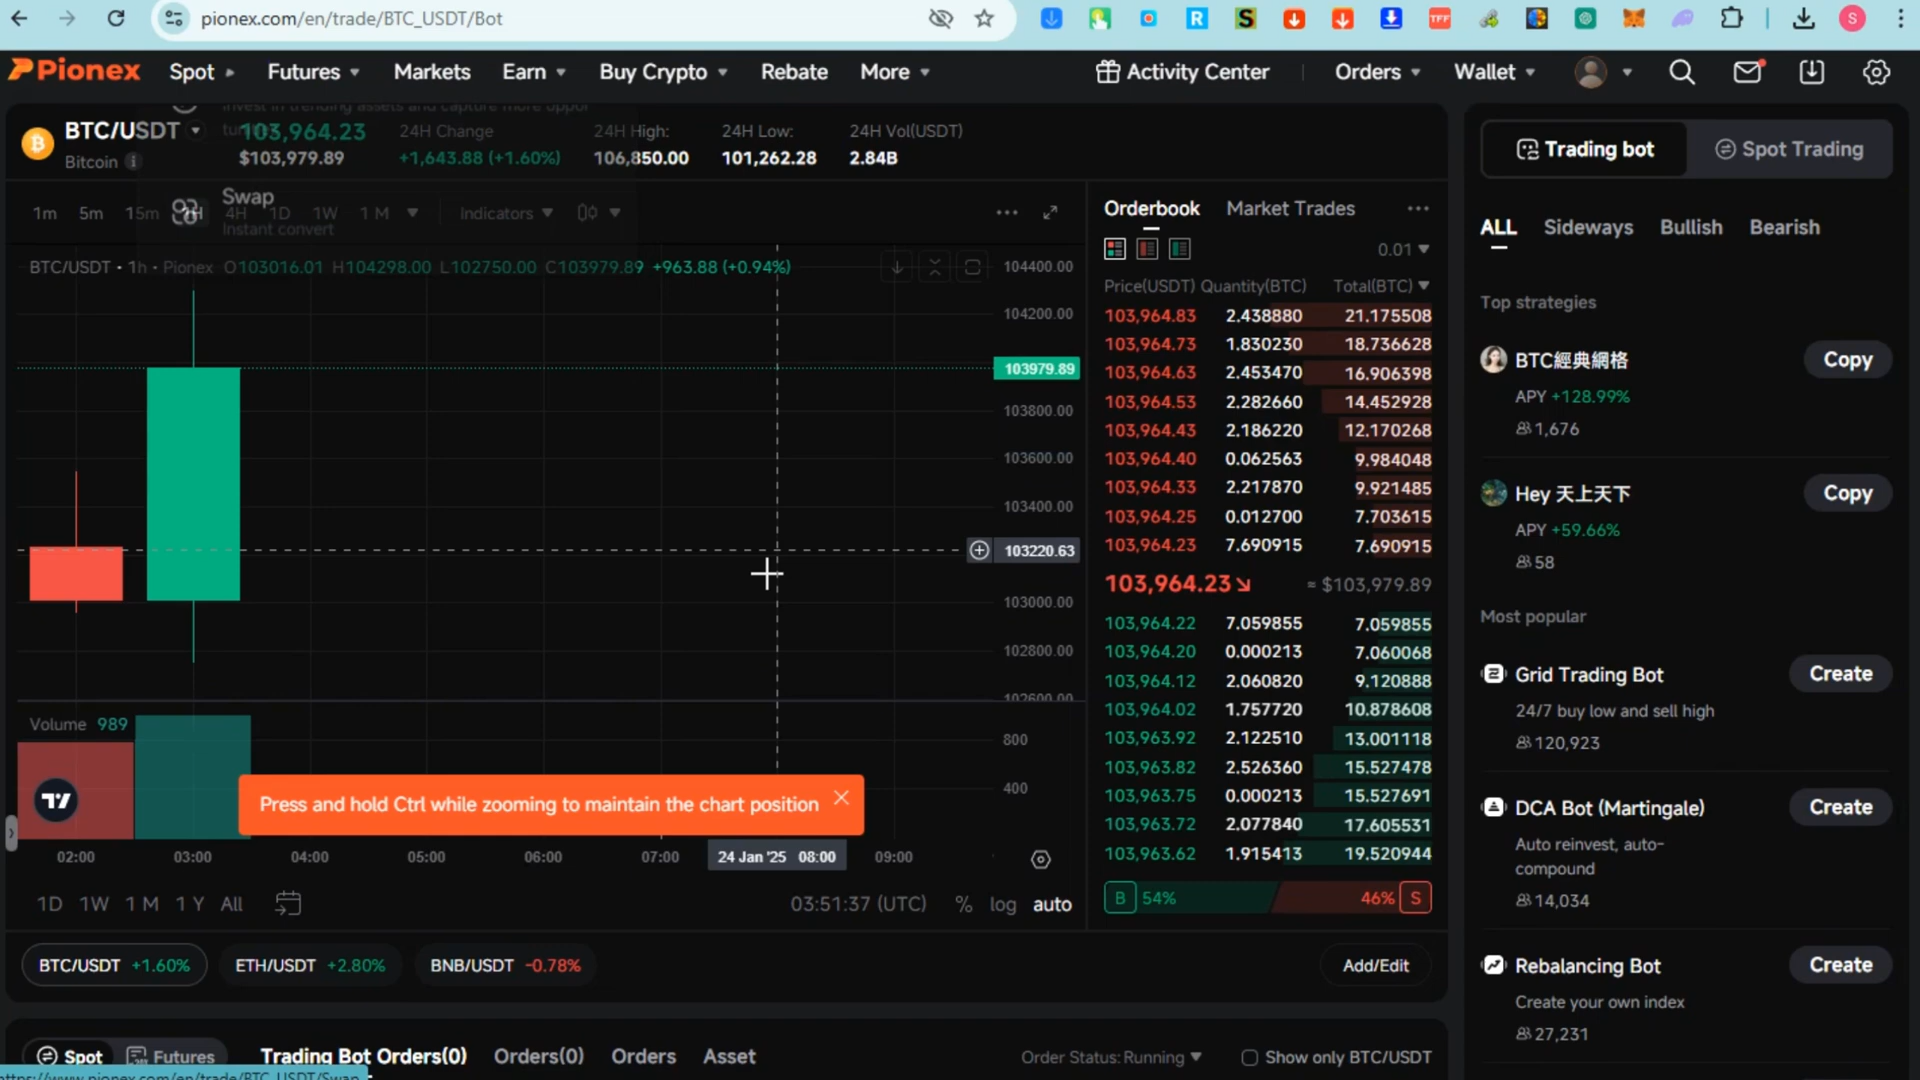 pionex.com/en/trade/BTC_USDT/Bot
Pionex Spot Futures Markets Earn Buy Crypto Rebate More Activity Center Orders Wallet
BTC/USDT
Bitcoin
103,964.23
$103,979.89
24H Change
+1,643.88 (+1.60%)
24H High:
106,850.00
24H Low:
101,262.28
24H Vol(USDT)
2.84B
Swap
Instant convert
1m 5m 15m 4H 1D 1W 1 M Indicators
BTC/USDT • 1h • Pionex O103016.01 H104298.00 L102750.00 C103979.89 +963.88 (+0.94%)
104400.00
104200.00
103979.89
103800.00
103600.00
103400.00
103220.63
103000.00
102800.00
102600.00
Volume 989
800
400
Press and hold Ctrl while zooming to maintain the chart position
02:00 03:00 04:00 05:00 06:00 07:00 24 Jan '25 08:00 09:00
1D 1W 1 M 1 Y All 03:51:37 (UTC) % log auto
Orderbook Market Trades
0.01
Price(USDT) Quantity(BTC) Total(BTC)
103,964.83 2.438880 21.175508
103,964.73 1.830230 18.736628
103,964.63 2.453470 16.906398
103,964.53 2.282660 14.452928
103,964.43 2.186220 12.170268
103,964.40 0.062563 9.984048
103,964.33 2.217870 9.921485
103,964.25 0.012700 7.703615
103,964.23 7.690915 7.690915
103,964.23 ≈ $103,979.89
103,964.22 7.059855 7.059855
103,964.20 0.000213 7.060068
103,964.12 2.060820 9.120888
103,964.02 1.757720 10.878608
103,963.92 2.122510 13.001118
103,963.82 2.526360 15.527478
103,963.75 0.000213 15.527691
103,963.72 2.077840 17.605531
103,963.62 1.915413 19.520944
B 54% 46% S
BTC/USDT +1.60% ETH/USDT +2.80% BNB/USDT -0.78% Add/Edit
Spot Futures Trading Bot Orders(0) Orders(0) Orders Asset Order Status: Running Show only BTC/USDT
Trading bot Spot Trading
ALL Sideways Bullish Bearish
Top strategies
BTC經典網格 Copy
APY +128.99%
1,676
Hey 天上天下 Copy
APY +59.66%
58
Most popular
Grid Trading Bot Create
24/7 buy low and sell high
120,923
DCA Bot (Martingale) Create
Auto reinvest, auto-
compound
14,034
Rebalancing Bot Create
Create your own index
27,231